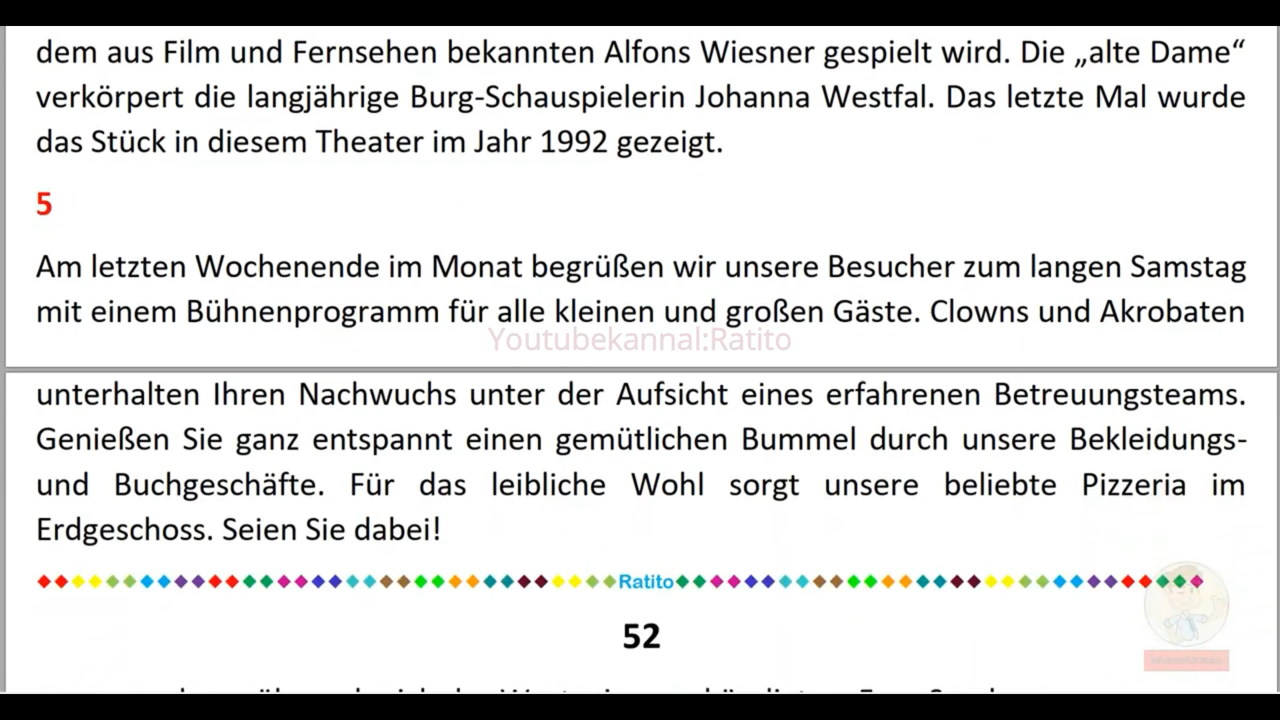 dem aus Film und Fernsehen bekannten Alfons Wiesner gespielt wird. Die „alte Dame“
verkörpert die langjährige Burg-Schauspielerin Johanna Westfal. Das letzte Mal wurde
das Stück in diesem Theater im Jahr 1992 gezeigt.
5
Am letzten Wochenende im Monat begrüßen wir unsere Besucher zum langen Samstag
mit einem Bühnenprogramm für alle kleinen und großen Gäste. Clowns und Akrobaten
Youtubekannal:Ratito
unterhalten Ihren Nachwuchs unter der Aufsicht eines erfahrenen Betreuungsteams.
Genießen Sie ganz entspannt einen gemütlichen Bummel durch unsere Bekleidungs-
und Buchgeschäfte. Für das leibliche Wohl sorgt unsere beliebte Pizzeria im
Erdgeschoss. Seien Sie dabei!
Ratito
52